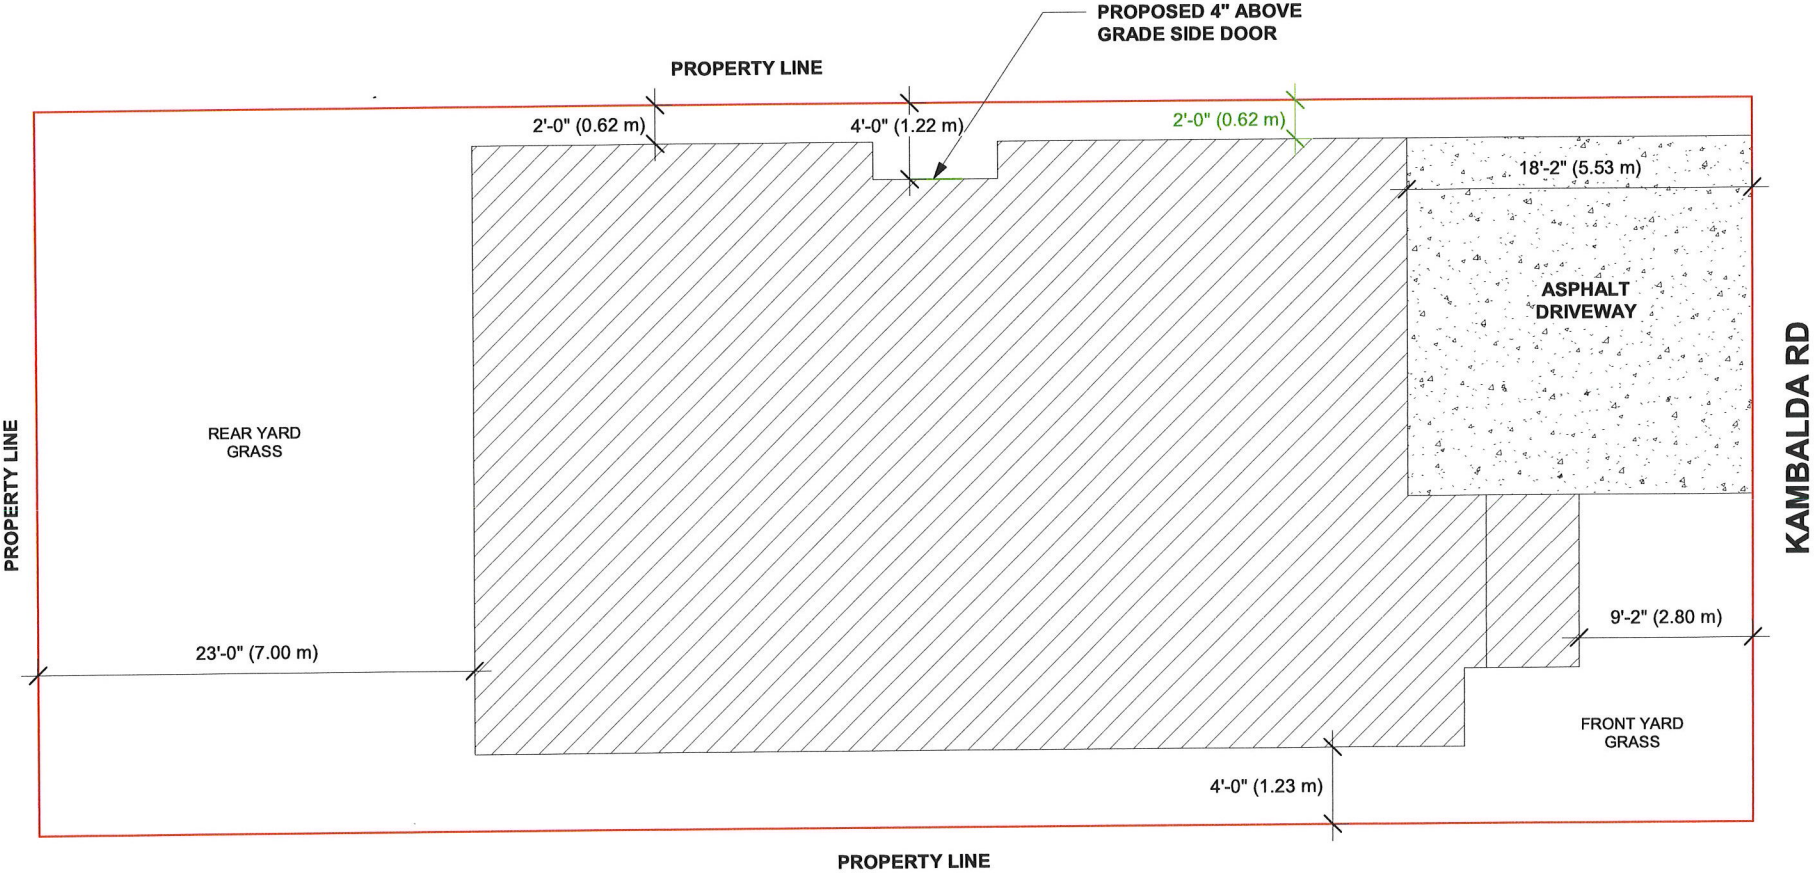 PROPOSED 4" ABOVE
GRADE SIDE DOOR
PROPERTY LINE
2'-0" (0.62 m)
4'-0" (1.22 m)
2'-0" (0.62 m)
18'-2" (5.53 m)
ASPHALT
DRIVEWAY
KAMBALDA RD
PROPERTY LINE
REAR YARD
GRASS
23'-0" (7.00 m)
9'-2" (2.80 m)
FRONT YARD
GRASS
4'-0" (1.23 m)
PROPERTY LINE